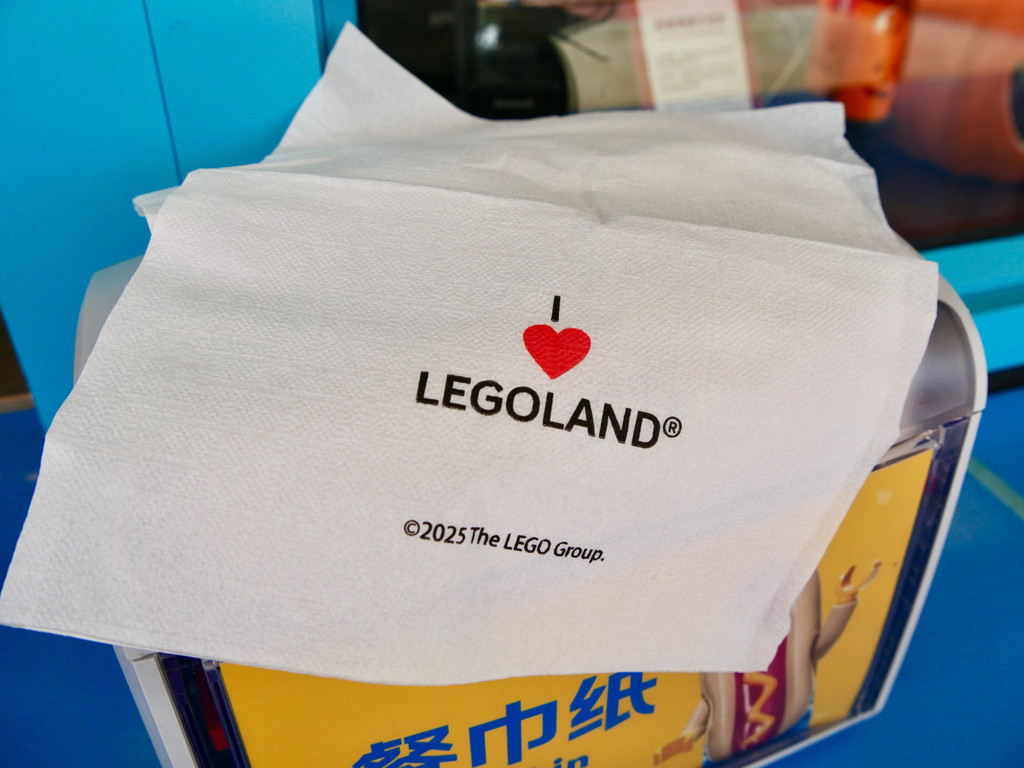 I
LEGOLAND®
©2025 The LEGO Group.
餐巾纸